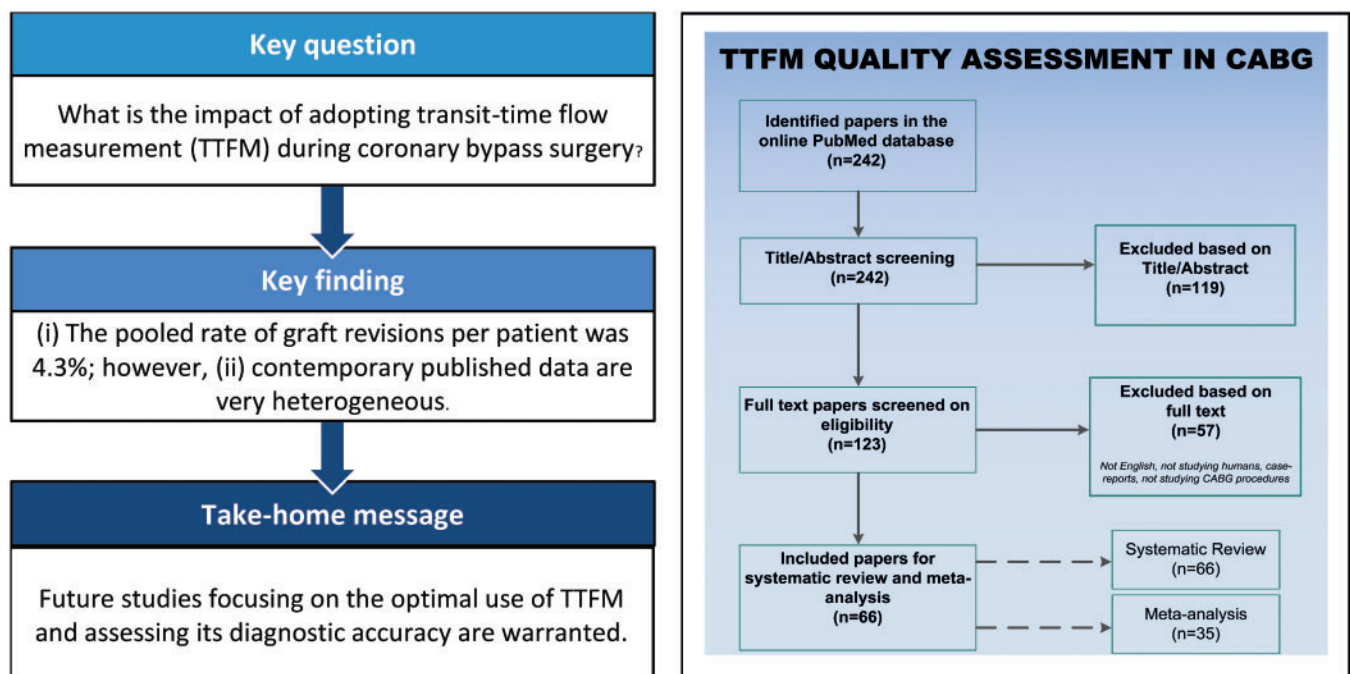 Key question
What is the impact of adopting transit-time flow
measurement (TTFM) during coronary bypass surgery?
Key finding
(i) The pooled rate of graft revisions per patient was
4.3%; however, (ii) contemporary published data are
very heterogeneous.
Take-home message
Future studies focusing on the optimal use of TTFM
and assessing its diagnostic accuracy are warranted.
TTFM QUALITY ASSESSMENT IN CABG
Identified papers in the
online PubMed database
(n=242)
Title/Abstract screening
(n=242)
Excluded based on
Title/Abstract
(n=119)
Full text papers screened on
eligibility
(n=123)
Excluded based on
full text
(n=57)
Not English, not studying humans, case-
reports, not studying CABG procedures
Included papers for
systematic review and meta-
analysis
(n=66)
Systematic Review
(n=66)
Meta-analysis
(n=35)